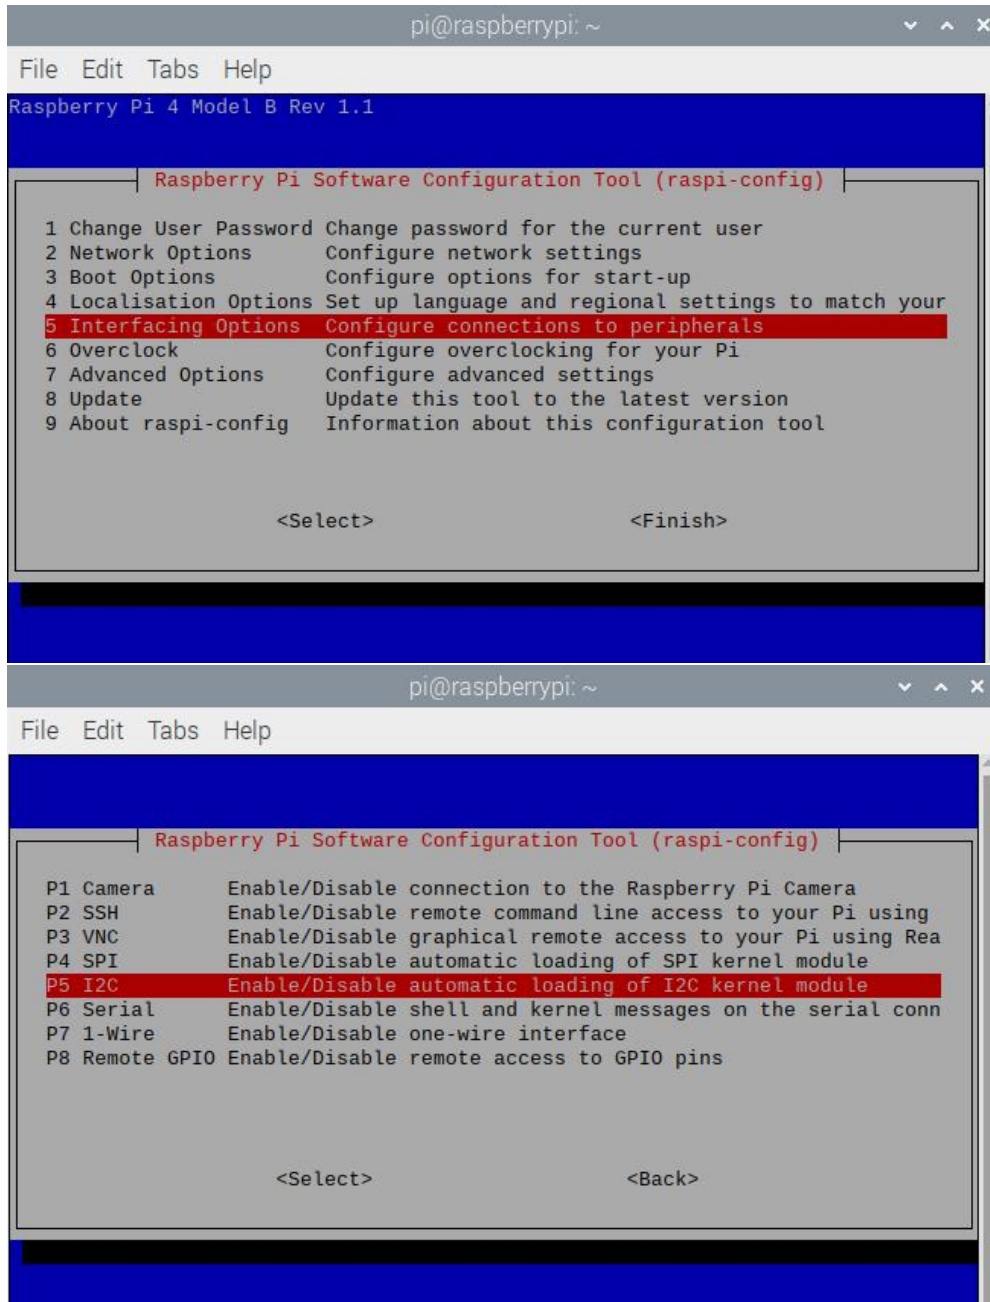 pi@raspberrypi: ~
File Edit Tabs Help
Raspberry Pi 4 Model B Rev 1.1
Raspberry Pi Software Configuration Tool (raspi-config)
1 Change User Password Change password for the current user
2 Network Options Configure network settings
3 Boot Options Configure options for start-up
4 Localisation Options Set up language and regional settings to match your
5 Interfacing Options Configure connections to peripherals
6 Overclock Configure overclocking for your Pi
7 Advanced Options Configure advanced settings
8 Update Update this tool to the latest version
9 About raspi-config Information about this configuration tool
<Select> <Finish>
pi@raspberrypi: ~
File Edit Tabs Help
Raspberry Pi Software Configuration Tool (raspi-config)
P1 Camera Enable/Disable connection to the Raspberry Pi Camera
P2 SSH Enable/Disable remote command line access to your Pi using
P3 VNC Enable/Disable graphical remote access to your Pi using Rea
P4 SPI Enable/Disable automatic loading of SPI kernel module
P5 I2C Enable/Disable automatic loading of I2C kernel module
P6 Serial Enable/Disable shell and kernel messages on the serial conn
P7 1-Wire Enable/Disable one-wire interface
P8 Remote GPIO Enable/Disable remote access to GPIO pins
<Select> <Back>